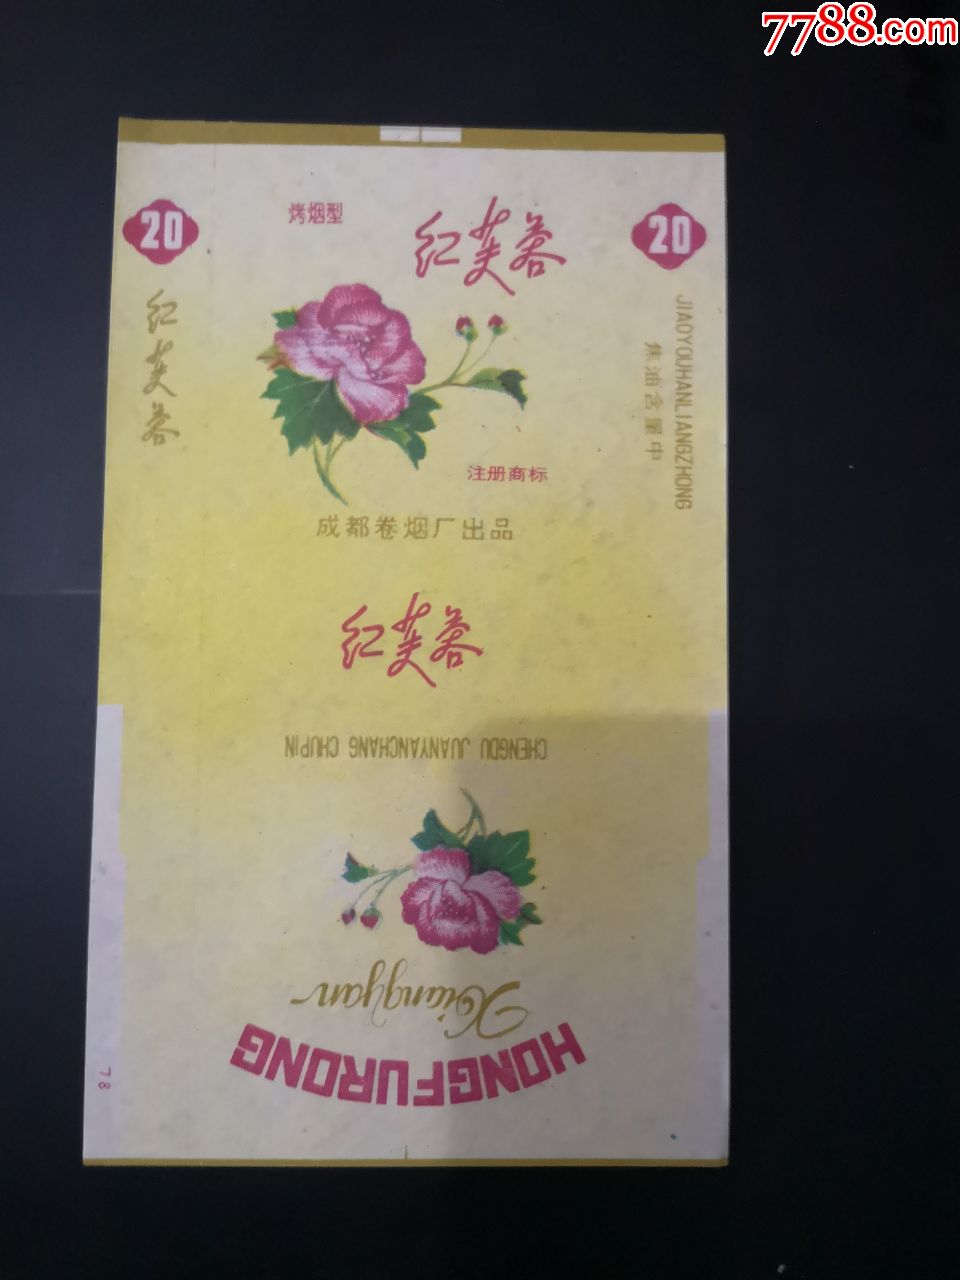 7788.com
20
烤烟型
红芙蓉
20
红芙蓉
JIAOYOUHANLIANGZHONG
焦油含量中
注册商标
成都卷烟厂出品
红芙蓉
CHENGDU JUANYANCHANG CHUPIN
Xiangyan
HONGFURONG
78